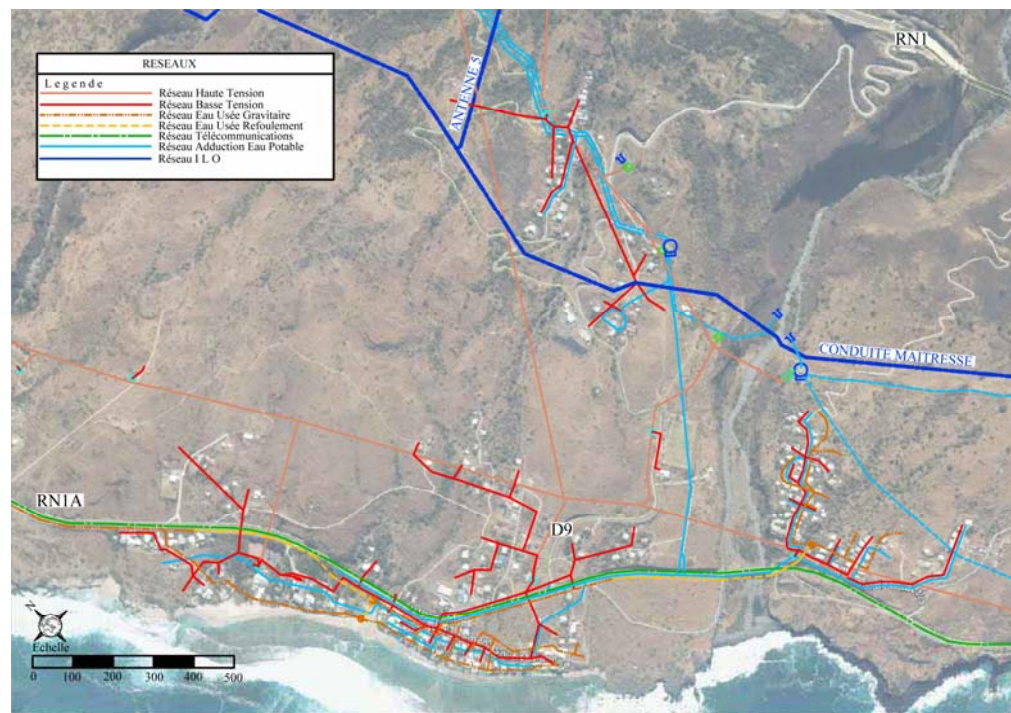 RN1
RESEAUX
L e g e n d e
Réseau Haute Tension
Réseau Basse Tension
Réseau Eau Usée Gravitaire
Réseau Eau Usée Refoulement
Réseau Télécommunications
Réseau Adduction Eau Potable
Réseau I L O
ANTENNE 5
CONDUITE MAITRESSE
RN1A
D9
N
Echelle
0 100 200 300 400 500